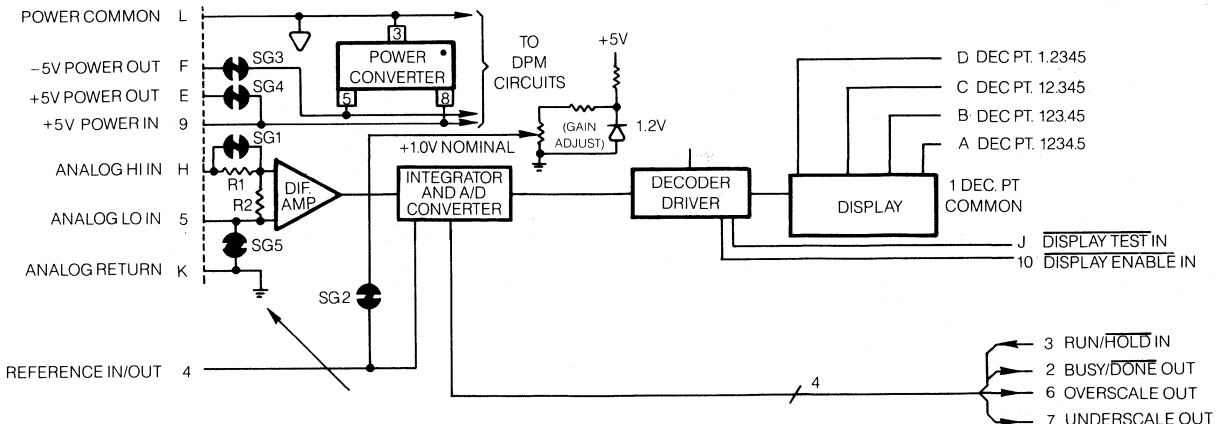 POWER COMMON L
-5V POWER OUT F
+5V POWER OUT E
+5V POWER IN 9
ANALOG HI IN H
ANALOG LO IN 5
ANALOG RETURN K
REFERENCE IN/OUT 4
SG3
SG4
SG1
R1
R2
SG5
SG2
3
POWER
CONVERTER
5
8
TO
DPM
CIRCUITS
+5V
(GAIN
ADJUST)
1.2V
+1.0V NOMINAL
DIF.
AMP
INTEGRATOR
AND A/D
CONVERTER
DECODER
DRIVER
DISPLAY
D DEC PT. 1.2345
C DEC PT. 12.345
B DEC PT. 123.45
A DEC PT. 1234.5
1 DEC. PT
COMMON
J DISPLAY TEST IN
10 DISPLAY ENABLE IN
4
3 RUN/HOLD IN
2 BUSY/DONE OUT
6 OVERSCALE OUT
7 UNDERSCALE OUT